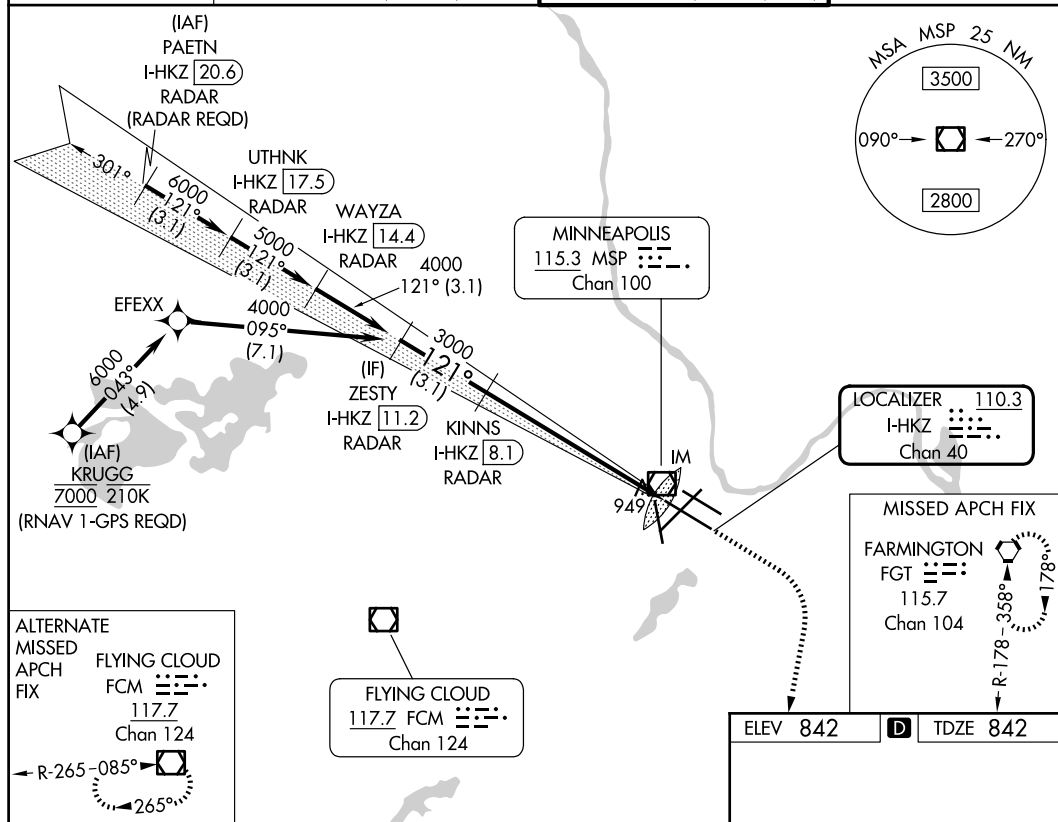 (IAF)
PAETN
I-HKZ 20.6
RADAR
(RADAR REQD)
301°
6000
121°
(3.1)
UTHNK
I-HKZ 17.5
RADAR
5000
121°
(3.1)
WAYZA
I-HKZ 14.4
RADAR
4000
121° (3.1)
EFEXX
4000
095°
(7.1)
6000
043°
(4.9)
(IAF)
KRUGG
7000 210K
(RNAV 1-GPS REQD)
3000
121°
(3.1)
(IF)
ZESTY
I-HKZ 11.2
RADAR
KINNS
I-HKZ 8.1
RADAR
MINNEAPOLIS
115.3 MSP
Chan 100
MSA MSP 25 NM
3500
090°
270°
2800
IM
949
LOCALIZER 110.3
I-HKZ
Chan 40
MISSED APCH FIX
FARMINGTON
FGT
115.7
Chan 104
178°
R-178
358°
ALTERNATE
MISSED
APCH
FIX
FLYING CLOUD
FCM
117.7
Chan 124
R-265
085°
265°
FLYING CLOUD
117.7 FCM
Chan 124
ELEV 842
D
TDZE 842